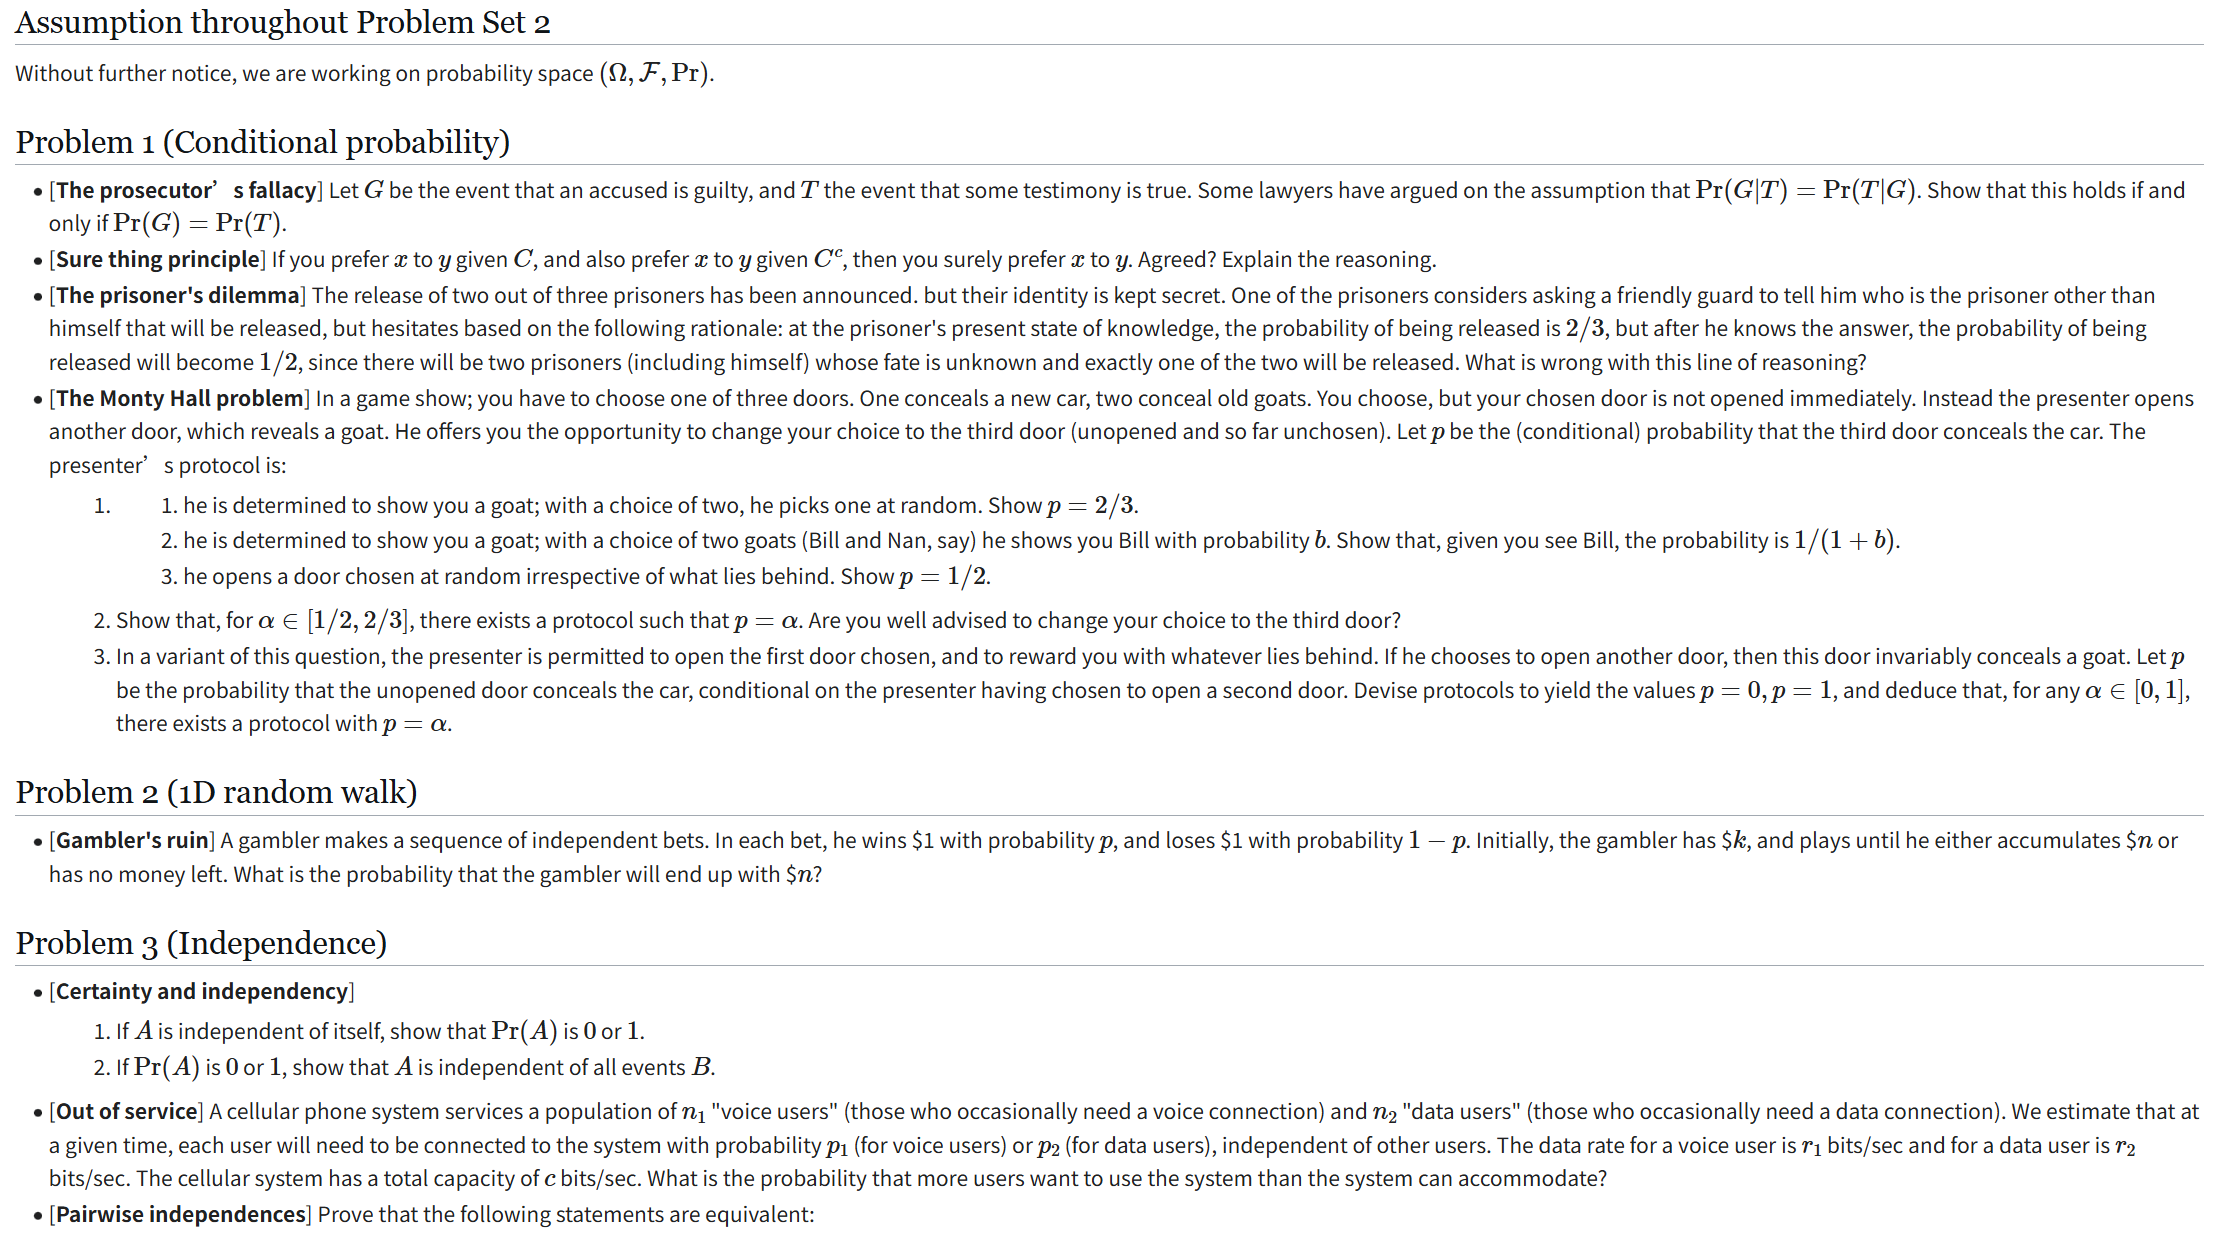 Assumption throughout Problem Set 2
Without further notice, we are working on probability space (Ω, ℱ, Pr).
Problem 1 (Conditional probability)
• [The prosecutor’s fallacy] Let G be the event that an accused is guilty, and T the event that some testimony is true. Some lawyers have argued on the assumption that Pr(G|T) = Pr(T|G). Show that this holds if and
only if Pr(G) = Pr(T).
• [Sure thing principle] If you prefer x to y given C, and also prefer x to y given Cᶜ, then you surely prefer x to y. Agreed? Explain the reasoning.
• [The prisoner's dilemma] The release of two out of three prisoners has been announced. but their identity is kept secret. One of the prisoners considers asking a friendly guard to tell him who is the prisoner other than
himself that will be released, but hesitates based on the following rationale: at the prisoner's present state of knowledge, the probability of being released is 2/3, but after he knows the answer, the probability of being
released will become 1/2, since there will be two prisoners (including himself) whose fate is unknown and exactly one of the two will be released. What is wrong with this line of reasoning?
• [The Monty Hall problem] In a game show; you have to choose one of three doors. One conceals a new car, two conceal old goats. You choose, but your chosen door is not opened immediately. Instead the presenter opens
another door, which reveals a goat. He offers you the opportunity to change your choice to the third door (unopened and so far unchosen). Let p be the (conditional) probability that the third door conceals the car. The
presenter’s protocol is:
1. 1. he is determined to show you a goat; with a choice of two, he picks one at random. Show p = 2/3.
2. he is determined to show you a goat; with a choice of two goats (Bill and Nan, say) he shows you Bill with probability b. Show that, given you see Bill, the probability is 1/(1 + b).
3. he opens a door chosen at random irrespective of what lies behind. Show p = 1/2.
2. Show that, for α ∈ [1/2, 2/3], there exists a protocol such that p = α. Are you well advised to change your choice to the third door?
3. In a variant of this question, the presenter is permitted to open the first door chosen, and to reward you with whatever lies behind. If he chooses to open another door, then this door invariably conceals a goat. Let p
be the probability that the unopened door conceals the car, conditional on the presenter having chosen to open a second door. Devise protocols to yield the values p = 0, p = 1, and deduce that, for any α ∈ [0, 1],
there exists a protocol with p = α.
Problem 2 (1D random walk)
• [Gambler's ruin] A gambler makes a sequence of independent bets. In each bet, he wins $1 with probability p, and loses $1 with probability 1 − p. Initially, the gambler has $k, and plays until he either accumulates $n or
has no money left. What is the probability that the gambler will end up with $n?
Problem 3 (Independence)
• [Certainty and independency]
1. If A is independent of itself, show that Pr(A) is 0 or 1.
2. If Pr(A) is 0 or 1, show that A is independent of all events B.
• [Out of service] A cellular phone system services a population of n₁ "voice users" (those who occasionally need a voice connection) and n₂ "data users" (those who occasionally need a data connection). We estimate that at
a given time, each user will need to be connected to the system with probability p₁ (for voice users) or p₂ (for data users), independent of other users. The data rate for a voice user is r₁ bits/sec and for a data user is r₂
bits/sec. The cellular system has a total capacity of c bits/sec. What is the probability that more users want to use the system than the system can accommodate?
• [Pairwise independences] Prove that the following statements are equivalent: